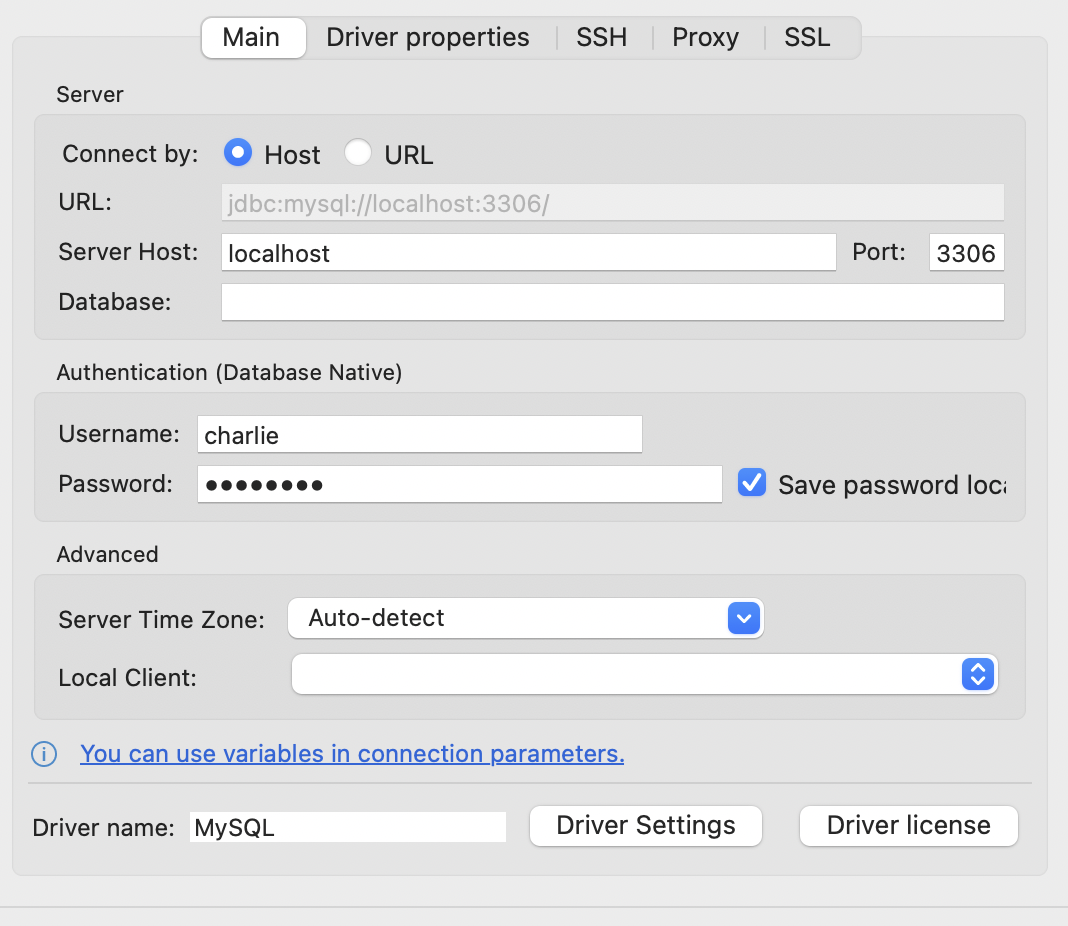 Main Driver properties SSH Proxy SSL
Server
Connect by: Host URL
URL: jdbc:mysql://localhost:3306/
Server Host: localhost Port: 3306
Database:
Authentication (Database Native)
Username: charlie
Password: ••••••••
Save password loca
Advanced
Server Time Zone: Auto-detect
Local Client:
You can use variables in connection parameters.
Driver name: MySQL Driver Settings Driver license